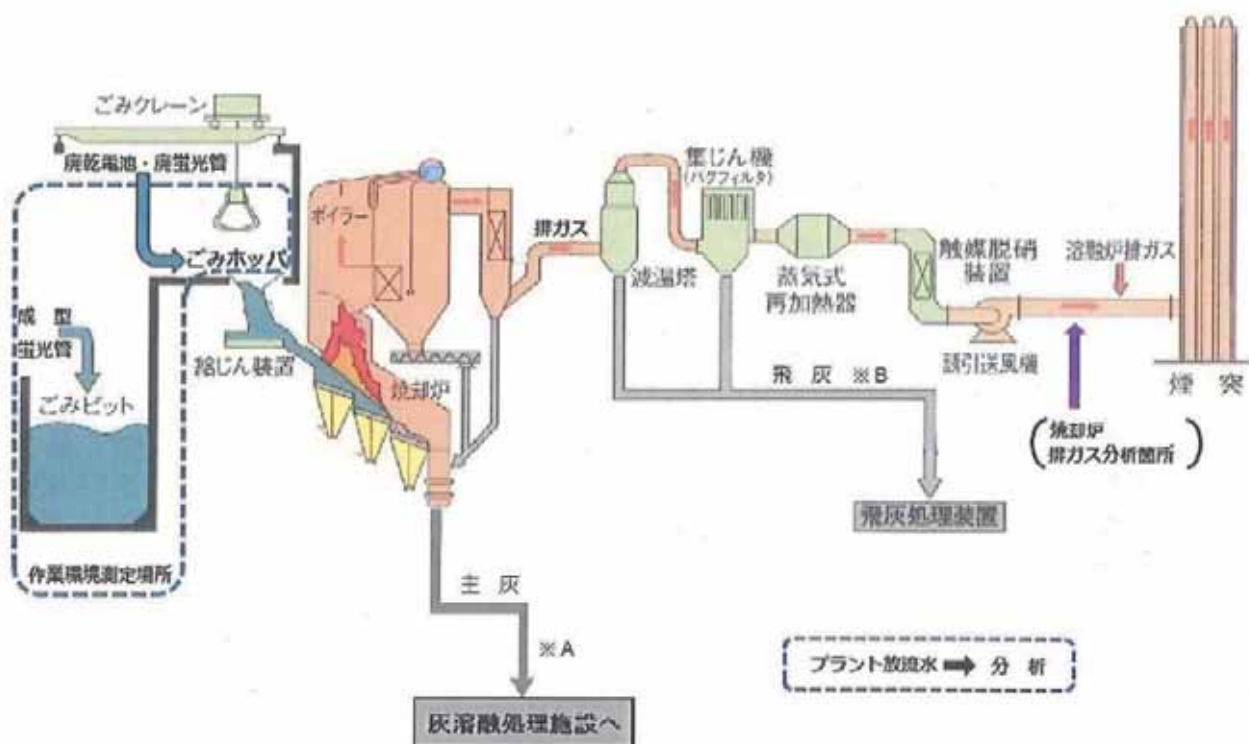 ごみクレーン
廃乾電池・廃蛍光管
ごみホッパ
成 型
蛍光管
ごみピット
給じん装置
作業環境測定場所
ボイラー
焼却炉
排ガス
減温塔
集じん機
(バグフィルタ)
蒸気式
再加熱器
触媒脱硝
装置
誘引送風機
溶融炉排ガス
煙 突
焼却炉
排ガス分析箇所
飛 灰 ※B
飛灰処理装置
主 灰
※A
灰溶融処理施設へ
プラント放流水 ➡ 分 析